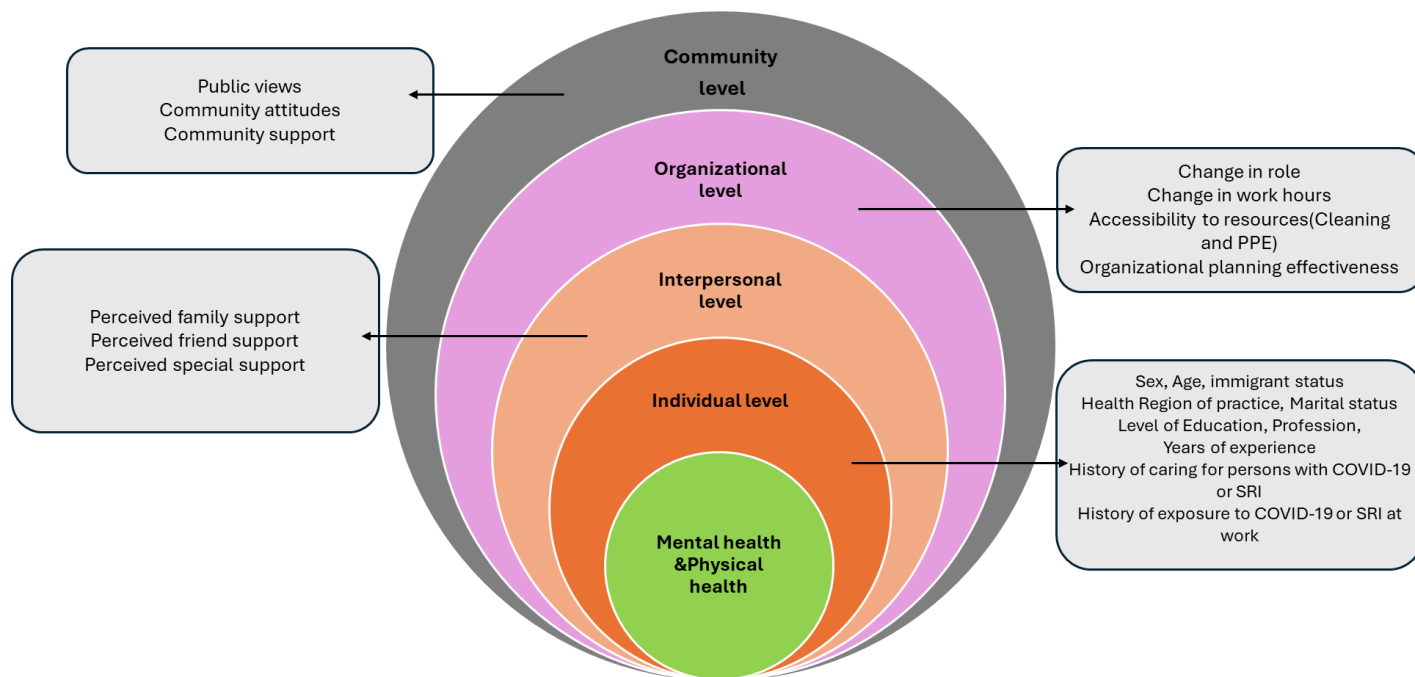 Community
level
Public views
Community attitudes
Community support
Organizational
level
Change in role
Change in work hours
Accessibility to resources(Cleaning
and PPE)
Organizational planning effectiveness
Interpersonal
level
Perceived family support
Perceived friend support
Perceived special support
Individual level
Sex, Age, immigrant status
Health Region of practice, Marital status
Level of Education, Profession,
Years of experience
History of caring for persons with COVID-19
or SRI
History of exposure to COVID-19 or SRI at
work
Mental health
&Physical
health